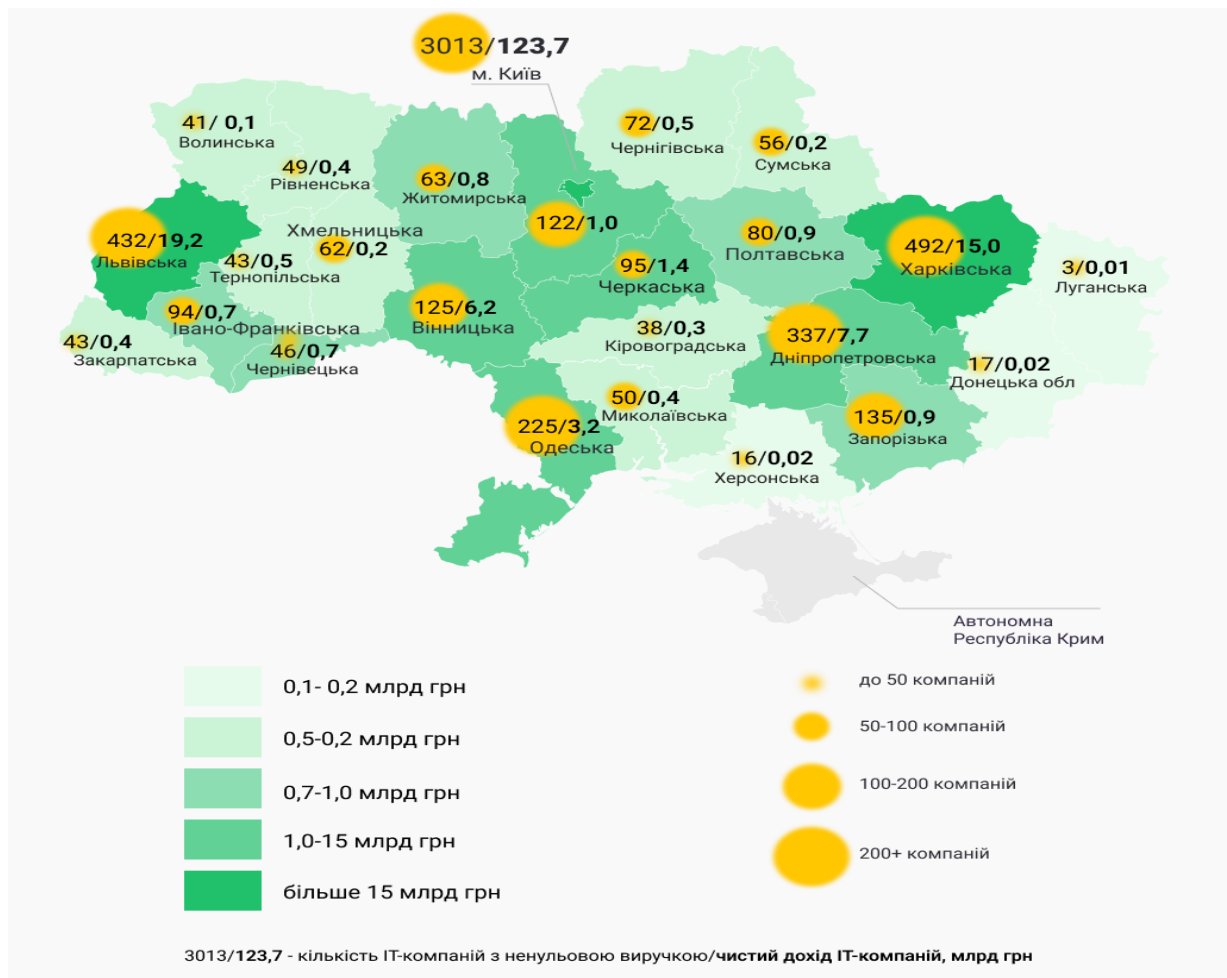 3013/123,7
м. Київ
41/ 0,1
Волинська
49/0,4
Рівненська
63/0,8
Житомирська
72/0,5
Чернігівська
56/0,2
Сумська
432/19,2
Львівська
43/0,5
Тернопільська
Хмельницька
62/0,2
122/1,0
95/1,4
Черкаська
80/0,9
Полтавська
492/15,0
Харківська
3/0,01
Луганська
43/0,4
Закарпатська
94/0,7
Івано-Франківська
46/0,7
Чернівецька
125/6,2
Вінницька
38/0,3
Кіровоградська
337/7,7
Дніпропетровська
17/0,02
Донецька обл
225/3,2
Одеська
50/0,4
Миколаївська
135/0,9
Запорізька
16/0,02
Херсонська
Автономна
Республіка Крим
0,1- 0,2 млрд грн
0,5-0,2 млрд грн
0,7-1,0 млрд грн
1,0-15 млрд грн
більше 15 млрд грн
до 50 компаній
50-100 компаній
100-200 компаній
200+ компаній
3013/123,7 - кількість ІТ-компаній з ненульовою виручкою/чистий дохід ІТ-компаній, млрд грн